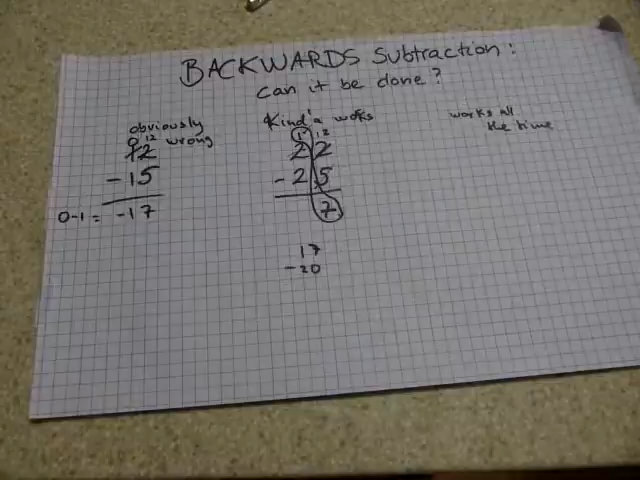 BACKWARDS Subtraction:
can it be done?
obviously
wrong
0 12
12
- 15
0-1 = -17
Kind'a works
1 12
22
- 25
7
17
-20
works all
the time